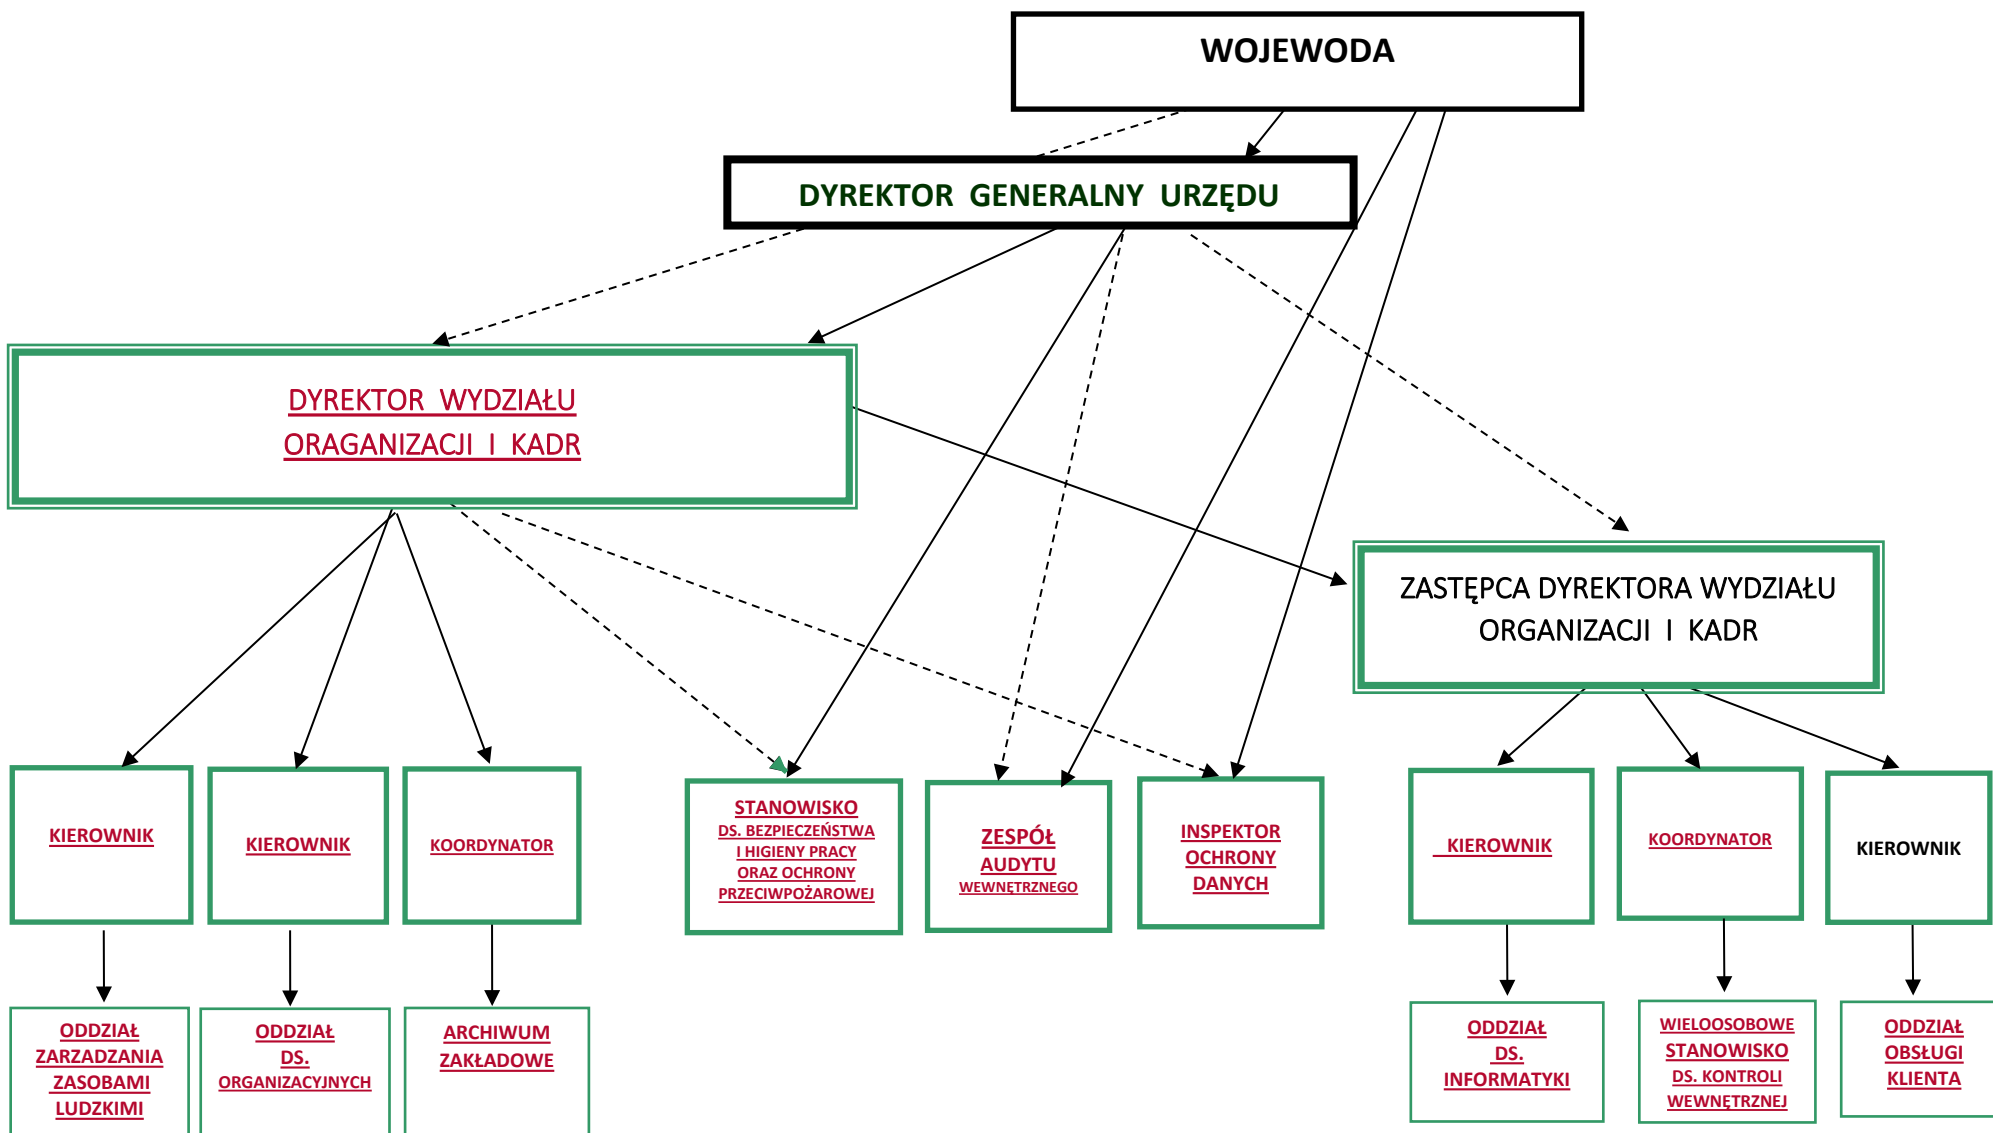 WOJEWODA
DYREKTOR GENERALNY URZĘDU
DYREKTOR WYDZIAŁU
ORAGANIZACJI I KADR
ZASTĘPCA DYREKTORA WYDZIAŁU
ORGANIZACJI I KADR
KIEROWNIK
KIEROWNIK
KOORDYNATOR
STANOWISKO
DS. BEZPIECZEŃSTWA
I HIGIENY PRACY
ORAZ OCHRONY
PRZECIWPOŻAROWEJ
ZESPÓŁ
AUDYTU
WEWNĘTRZNEGO
INSPEKTOR
OCHRONY
DANYCH
KIEROWNIK
KOORDYNATOR
KIEROWNIK
ODDZIAŁ
ZARZADZANIA
ZASOBAMI
LUDZKIMI
ODDZIAŁ
DS.
ORGANIZACYJNYCH
ARCHIWUM
ZAKŁADOWE
ODDZIAŁ
DS.
INFORMATYKI
WIELOOSOBOWE
STANOWISKO
DS. KONTROLI
WEWNĘTRZNEJ
ODDZIAŁ
OBSŁUGI
KLIENTA